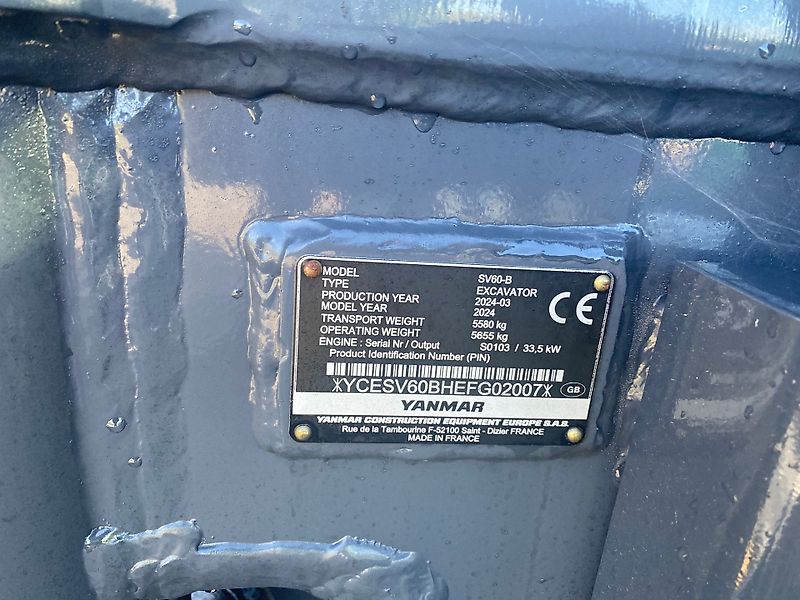 MODEL SV60-B
TYPE EXCAVATOR
PRODUCTION YEAR 2024-03
MODEL YEAR 2024
TRANSPORT WEIGHT 5580 kg
OPERATING WEIGHT 5655 kg
ENGINE : Serial Nr / Output S0103 / 33,5 kW
Product Identification Number (PIN)
CE
*YCESV60BHEFG02007*
GB
YANMAR
YANMAR CONSTRUCTION EQUIPMENT EUROPE S.A.S.
Rue de la Tambourine F-52100 Saint - Dizier FRANCE
MADE IN FRANCE